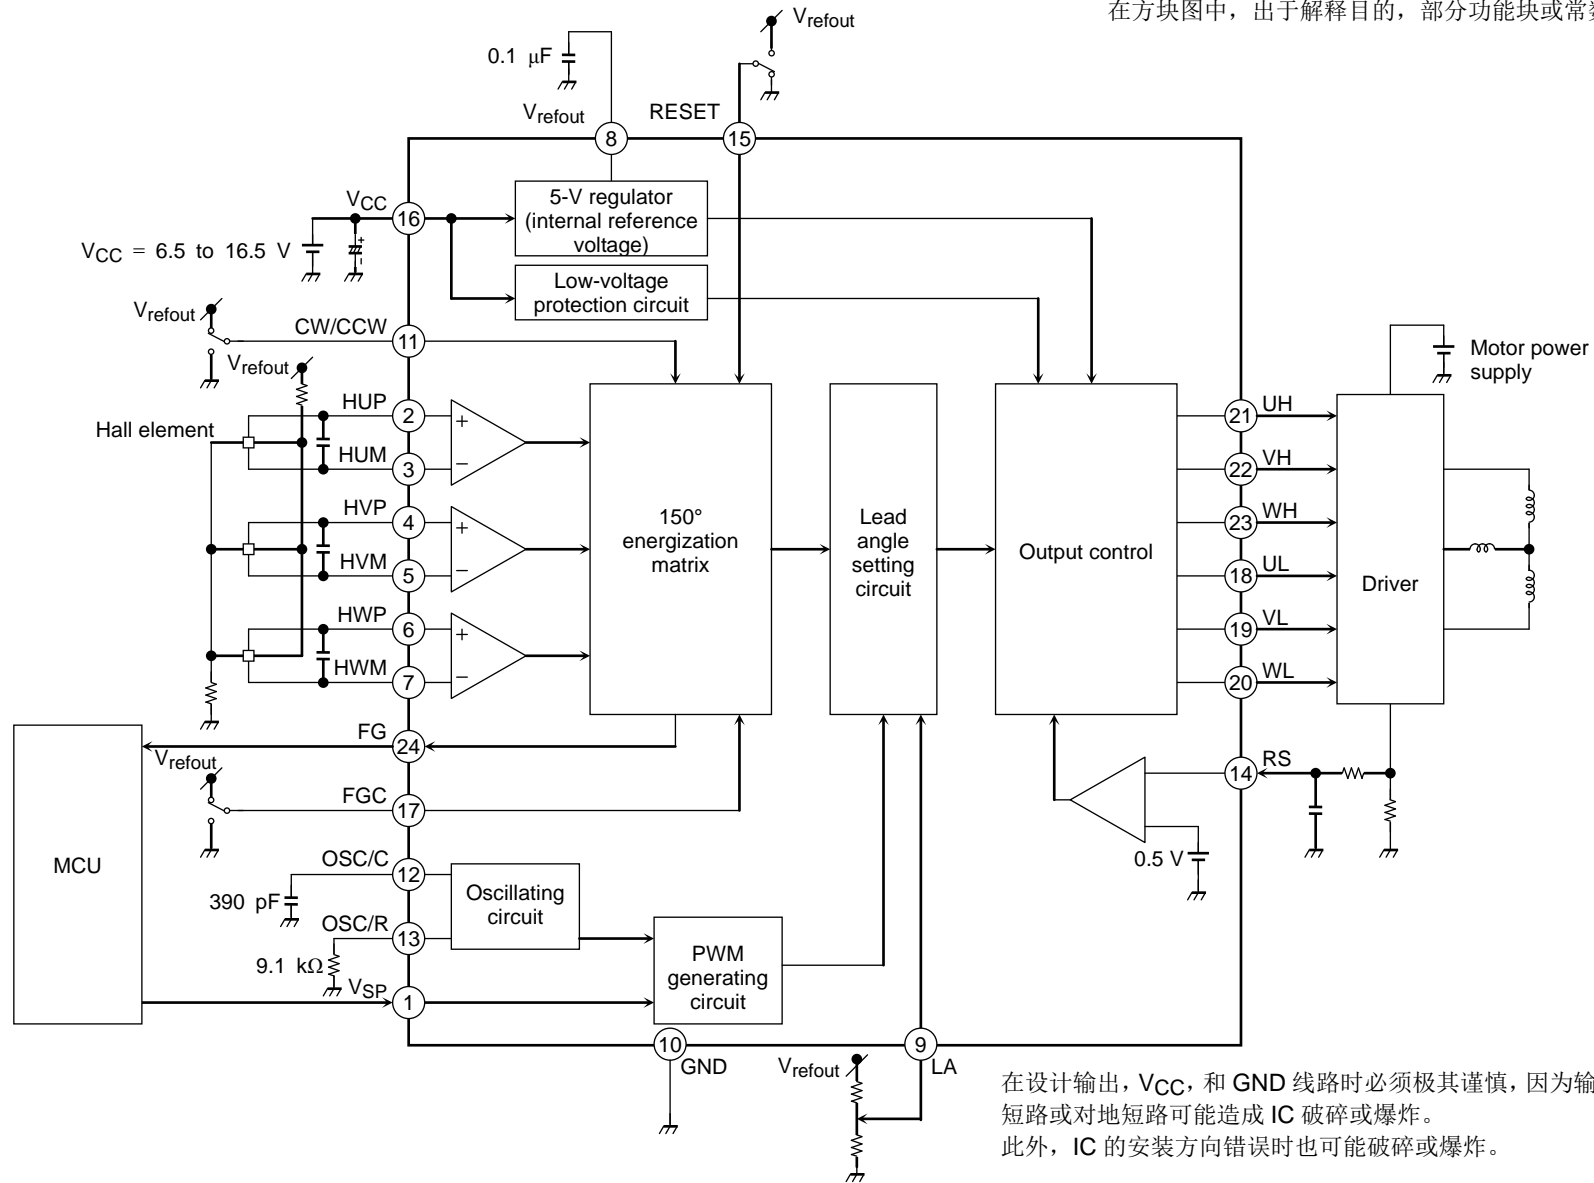 在方块图中，出于解释目的，部分功能块或常
Vrefout
0.1 μF
Vrefout
RESET
8
15
VCC
16
5-V regulator
(internal reference
voltage)
VCC = 6.5 to 16.5 V
+
−
Low-voltage
protection circuit
Vrefout
CW/CCW
11
Vrefout
Motor power
supply
Hall element
HUP
2
+
HUM
3
−
HVP
4
+
HVM
5
−
HWP
6
+
HWM
7
−
150°
energization
matrix
Lead
angle
setting
circuit
Output control
21
UH
22
VH
23
WH
18
UL
19
VL
20
WL
Driver
FG
24
Vrefout
FGC
17
14
RS
0.5 V
MCU
OSC/C
12
390 pF
Oscillating
circuit
OSC/R
13
9.1 kΩ
VSP
1
PWM
generating
circuit
10
GND
9
LA
Vrefout
在设计输出，VCC，和 GND 线路时必须极其谨慎，因为输
短路或对地短路可能造成 IC 破碎或爆炸。
此外，IC 的安装方向错误时也可能破碎或爆炸。